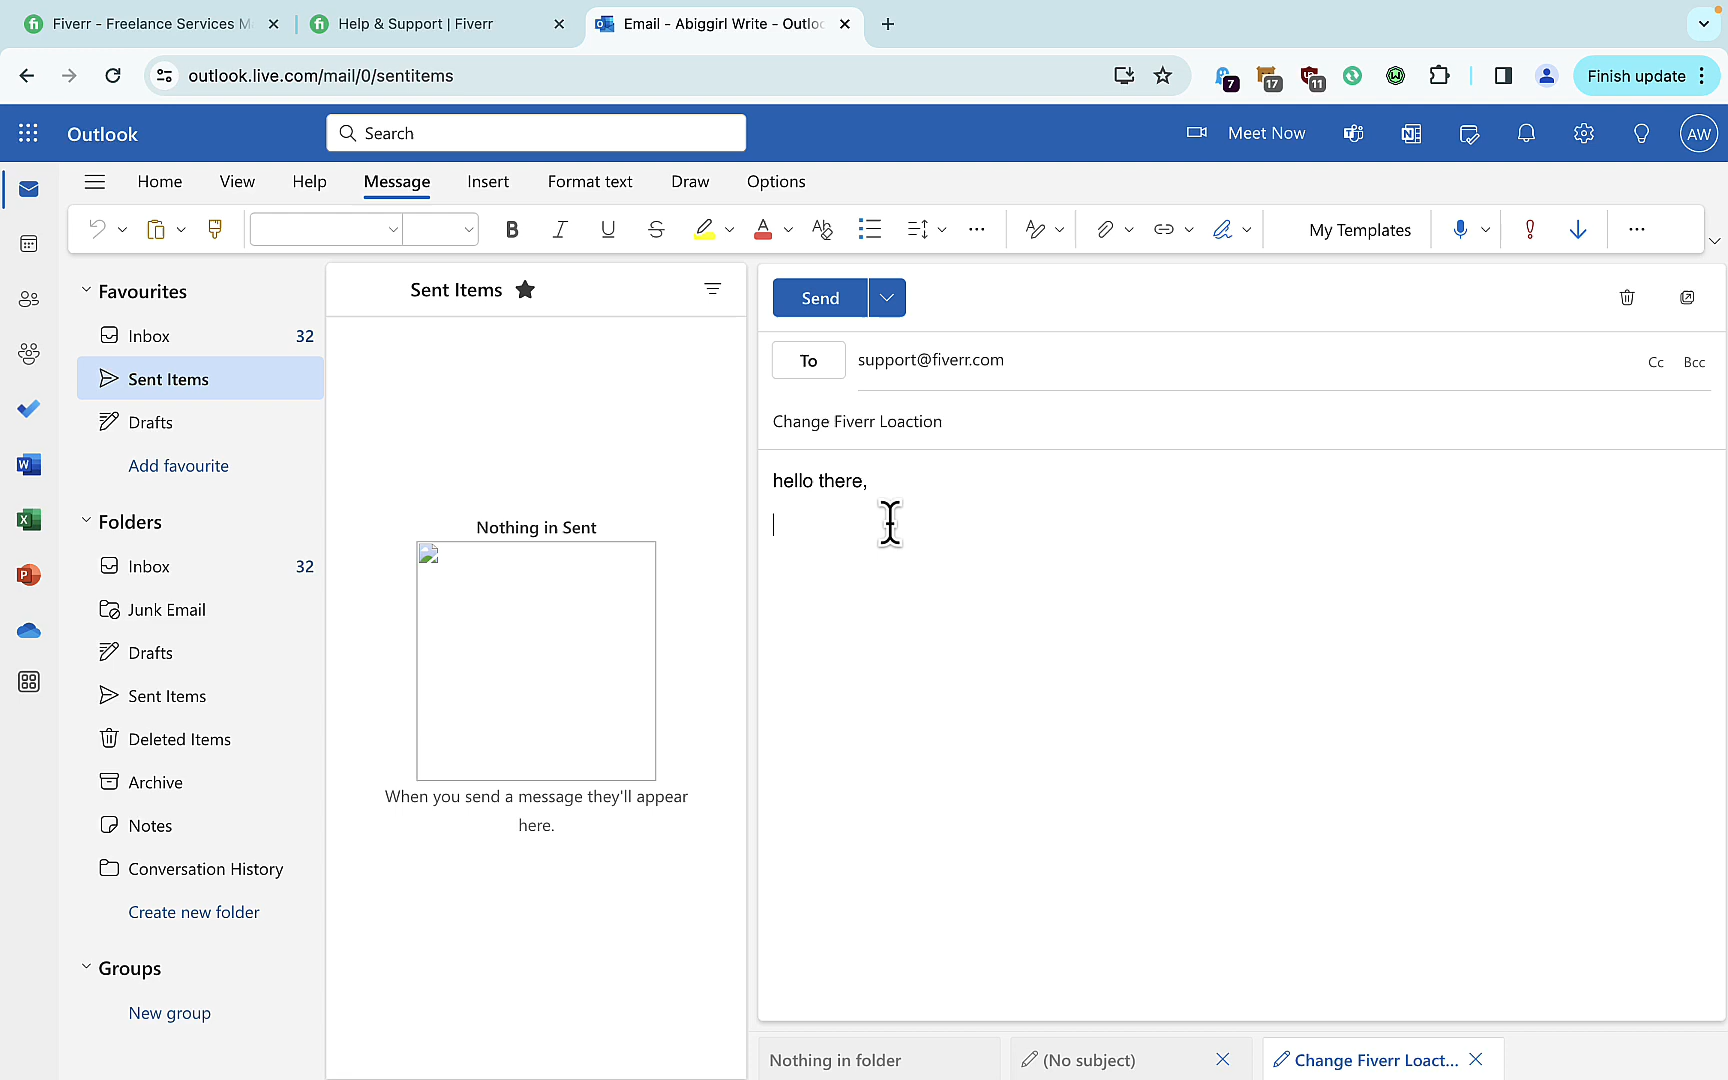 Fiverr - Freelance Services M
Help & Support | Fiverr
Email - Abiggirl Write - Outlo
outlook.live.com/mail/0/sentitems
7
17
11
Finish update
Outlook
Search
Meet Now
AW
Home
View
Help
Message
Insert
Format text
Draw
Options
My Templates
Favourites
Inbox 32
Sent Items
Drafts
Add favourite
Folders
Inbox 32
Junk Email
Drafts
Sent Items
Deleted Items
Archive
Notes
Conversation History
Create new folder
Groups
New group
Sent Items
Nothing in Sent
When you send a message they'll appear
here.
Send
To
support@fiverr.com
Cc
Bcc
Change Fiverr Loaction
hello there,
Nothing in folder
(No subject)
Change Fiverr Loact...